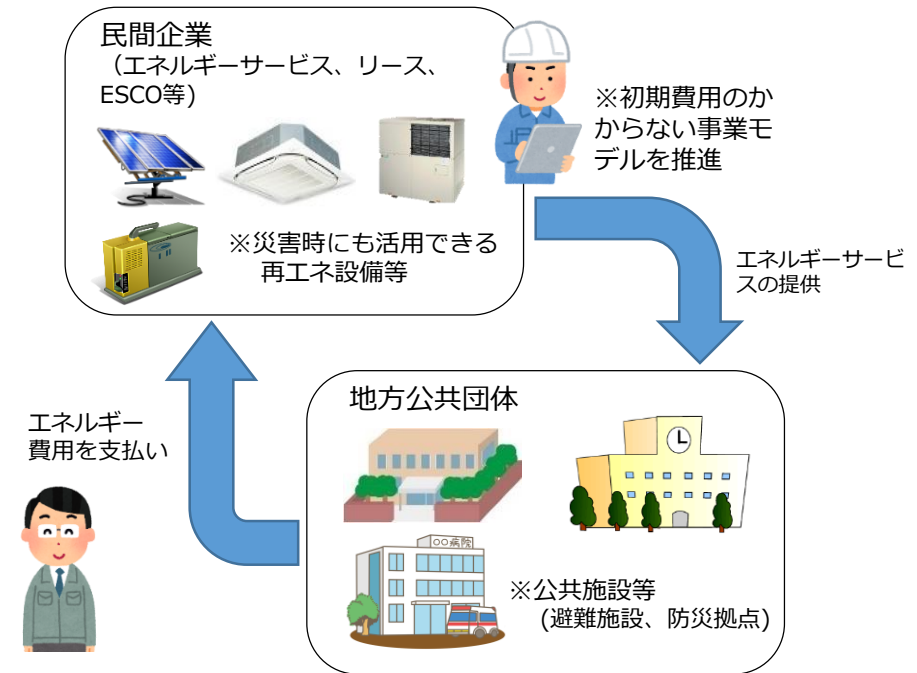 民間企業
（エネルギーサービス、リース、
ESCO等)
※初期費用のか
からない事業モ
デルを推進
※災害時にも活用できる
再エネ設備等
エネルギーサービ
スの提供
地方公共団体
エネルギー
費用を支払い
○○病院
※公共施設等
(避難施設、防災拠点)